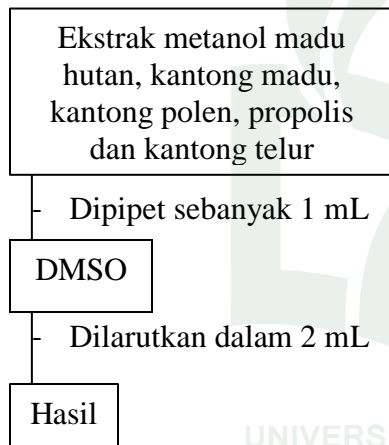 Ekstrak metanol madu
hutan, kantong madu,
kantong polen, propolis
dan kantong telur
- Dipipet sebanyak 1 mL
DMSO
- Dilarutkan dalam 2 mL
Hasil
UNIVERS